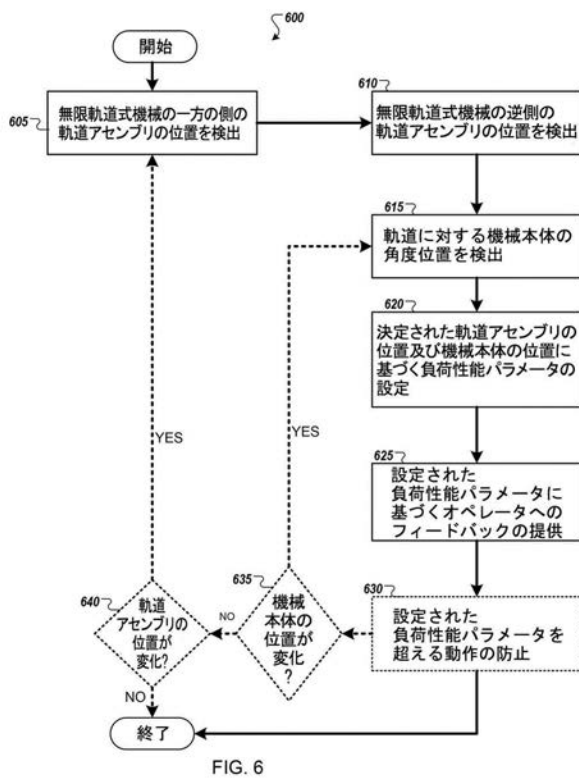 600
開始
605
無限軌道式機械の一方の側の
軌道アセンブリの位置を検出
610
無限軌道式機械の逆側の
軌道アセンブリの位置を検出
615
軌道に対する機械本体の
角度位置を検出
620
決定された軌道アセンブリの
位置及び機械本体の位置に
基づく負荷性能パラメータの
設定
YES
YES
625
設定された
負荷性能パラメータに
基づくオペレータへの
フィードバックの提供
630
設定された
負荷性能パラメータを
超える動作の防止
635
機械
本体の
位置が
変化
?
NO
640
軌道
アセンブリの
位置が
変化?
NO
終了
FIG. 6